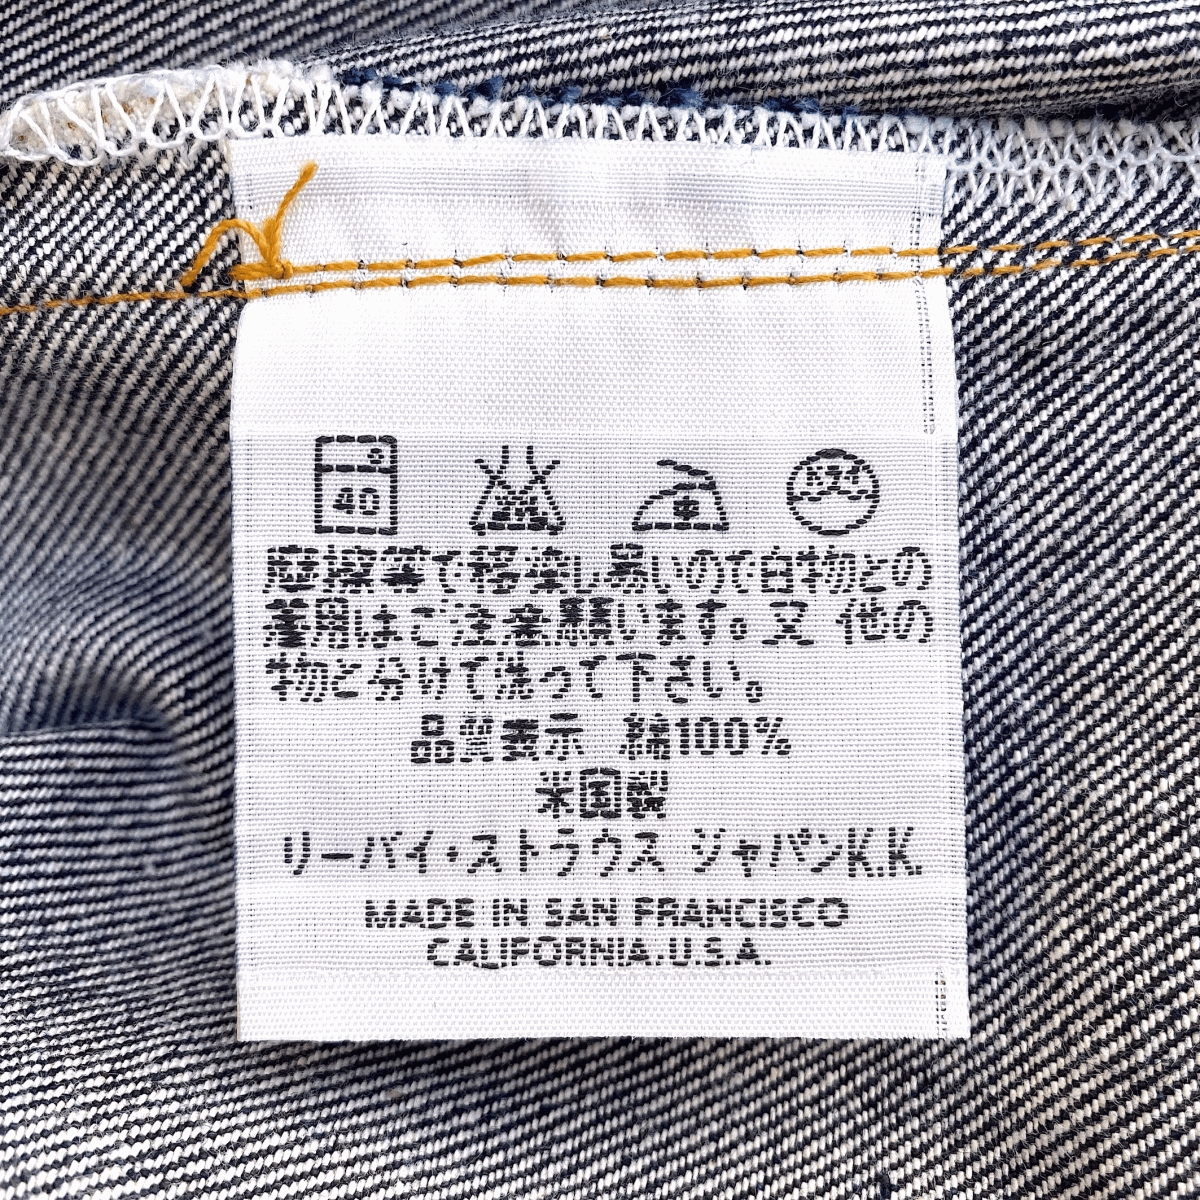 40
摩擦等で移染し易いので白物との
着用はご注意願います。又 他の
物と分けて洗って下さい。
品質表示 綿100%
米国製
リーバイ・ストラウス ジャパンK.K.
MADE IN SAN FRANCISCO
CALIFORNIA.U.S.A.